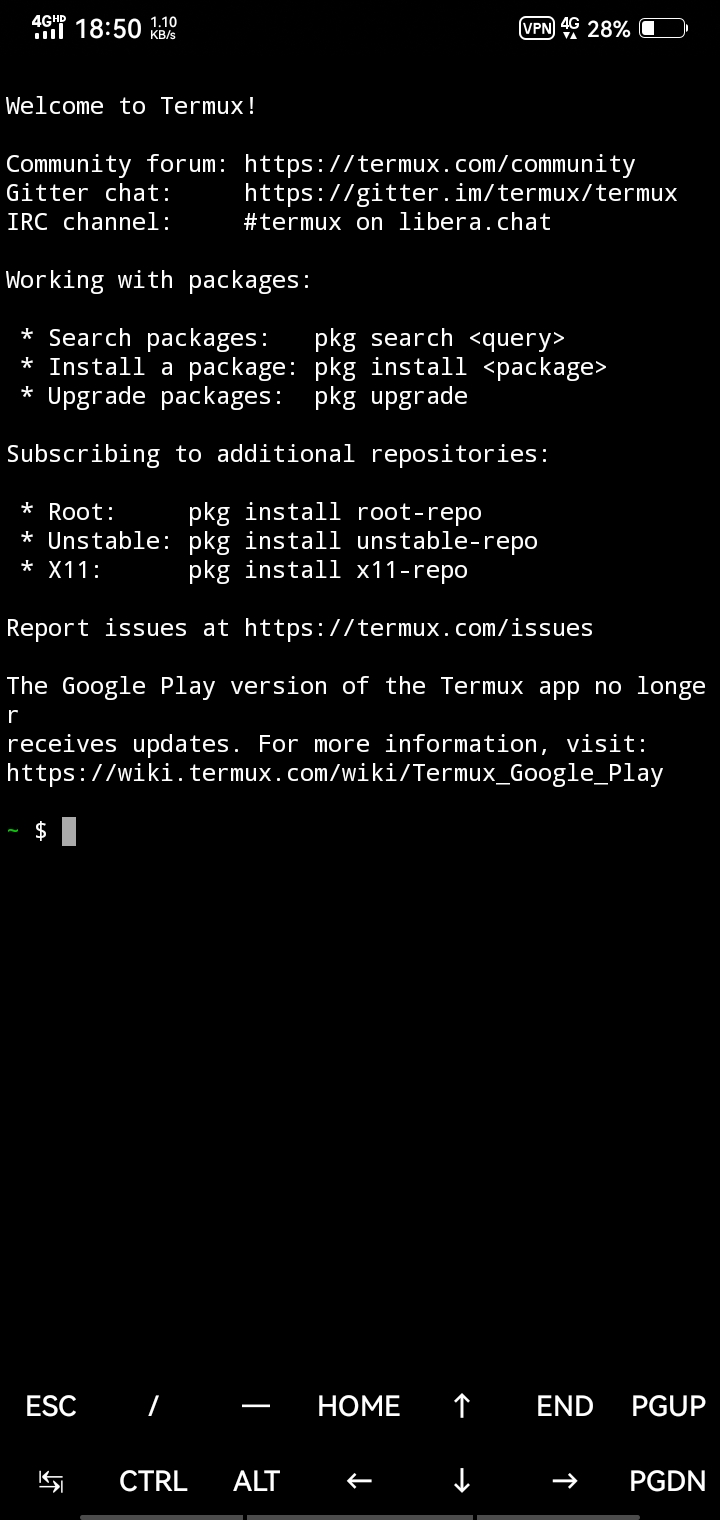 4GHD 18:50 1.10 KB/s VPN 4G 28%
Welcome to Termux!
Community forum: https://termux.com/community
Gitter chat:     https://gitter.im/termux/termux
IRC channel:     #termux on libera.chat
Working with packages:
 * Search packages:   pkg search <query>
 * Install a package: pkg install <package>
 * Upgrade packages:  pkg upgrade
Subscribing to additional repositories:
 * Root:     pkg install root-repo
 * Unstable: pkg install unstable-repo
 * X11:      pkg install x11-repo
Report issues at https://termux.com/issues
The Google Play version of the Termux app no longe
r
receives updates. For more information, visit:
https://wiki.termux.com/wiki/Termux_Google_Play
~ $
ESC / — HOME ↑ END PGUP
↹ CTRL ALT ← ↓ → PGDN